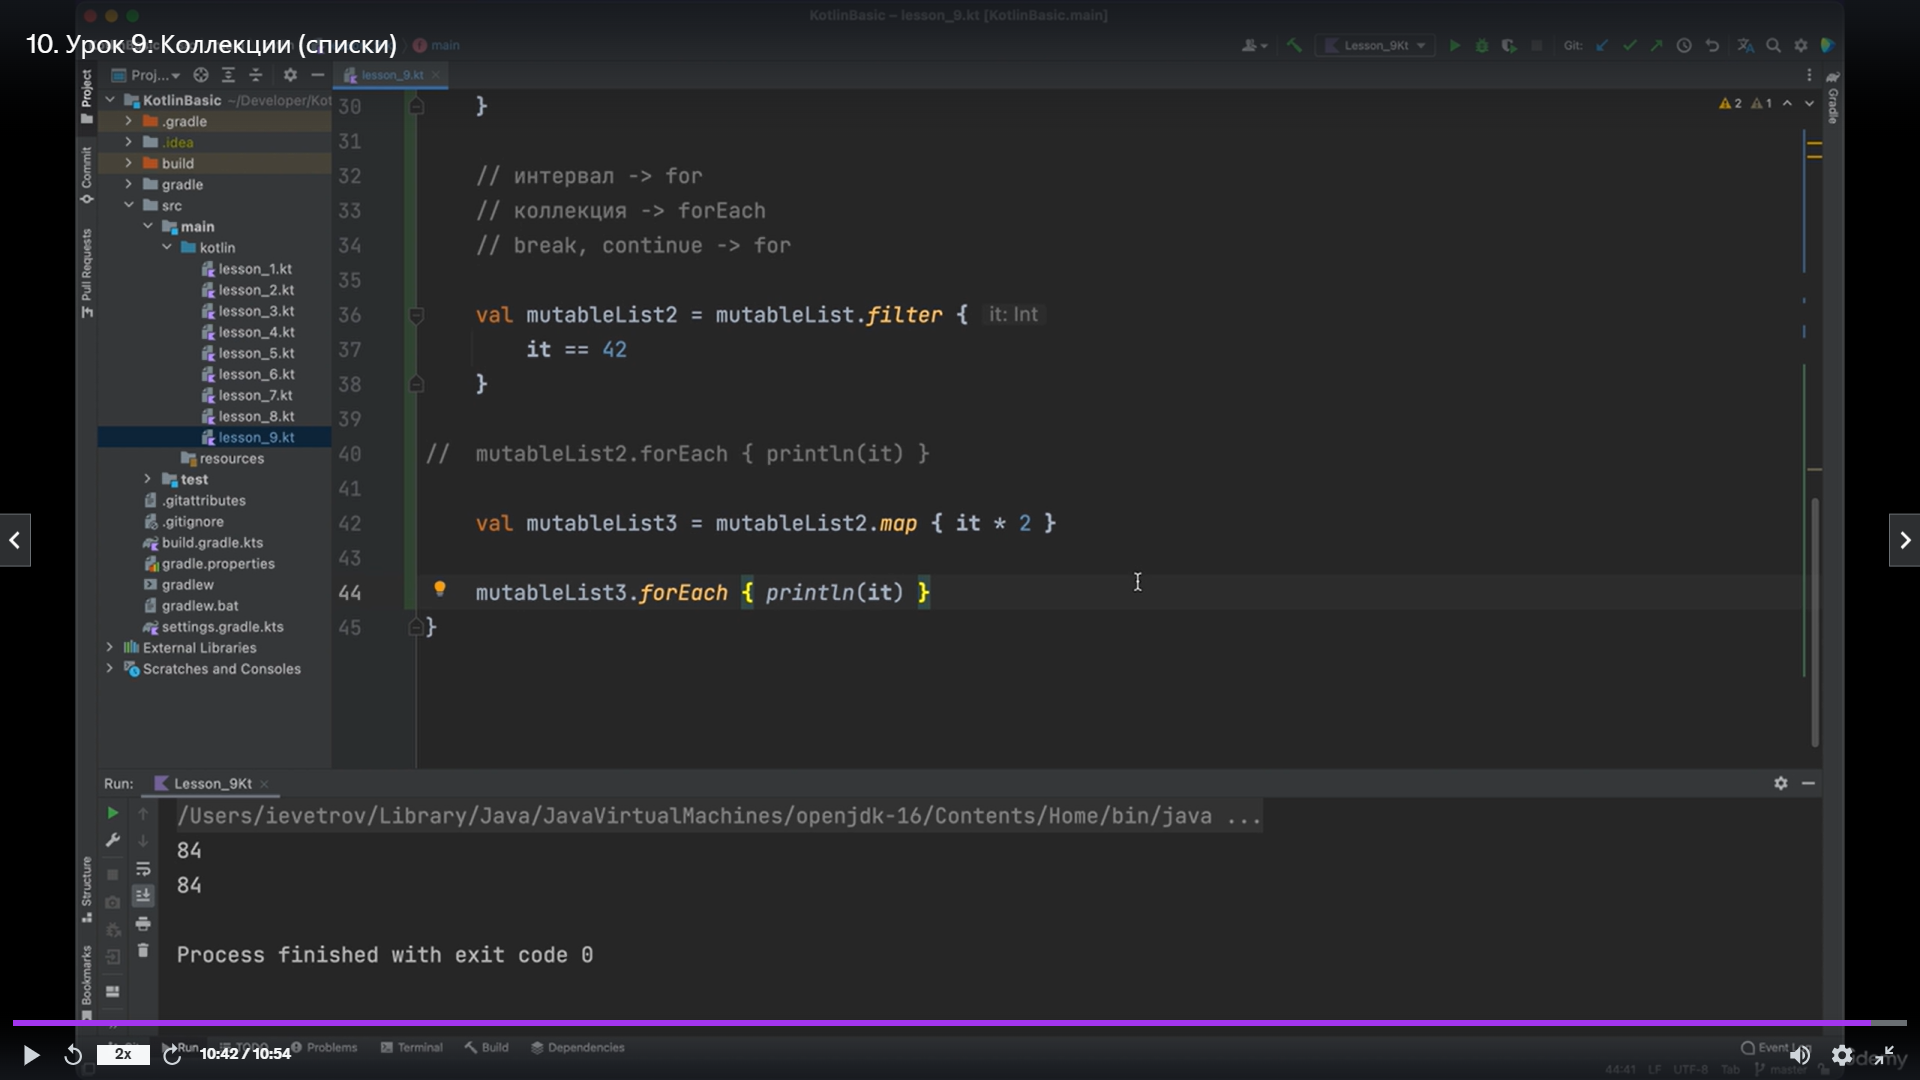 KotlinBasic – lesson_9.kt [KotlinBasic.main]
10. Урок 9: Коллекции (списки)
main
Lesson_9Kt
Git:
Project
Proj...
lesson_9.kt
Gradle
KotlinBasic ~/Developer/Kot
.gradle
.idea
build
gradle
src
main
kotlin
lesson_1.kt
lesson_2.kt
lesson_3.kt
lesson_4.kt
lesson_5.kt
lesson_6.kt
lesson_7.kt
lesson_8.kt
lesson_9.kt
resources
test
.gitattributes
.gitignore
build.gradle.kts
gradle.properties
gradlew
gradlew.bat
settings.gradle.kts
External Libraries
Scratches and Consoles
Commit
Pull Requests
2 1
30 }
31
32 // интервал -> for
33 // коллекция -> forEach
34 // break, continue -> for
35
36 val mutableList2 = mutableList.filter { it: Int
37 it == 42
38 }
39
40 // mutableList2.forEach { println(it) }
41
42 val mutableList3 = mutableList2.map { it * 2 }
43
44 mutableList3.forEach { println(it) }
45 }
Run: Lesson_9Kt
/Users/ievetrov/Library/Java/JavaVirtualMachines/openjdk-16/Contents/Home/bin/java ...
84
84
Process finished with exit code 0
Structure
Bookmarks
Run TODO Problems Terminal Build Dependencies Event
2x
10:42 / 10:54
44:41 LF UTF-8 Tab master